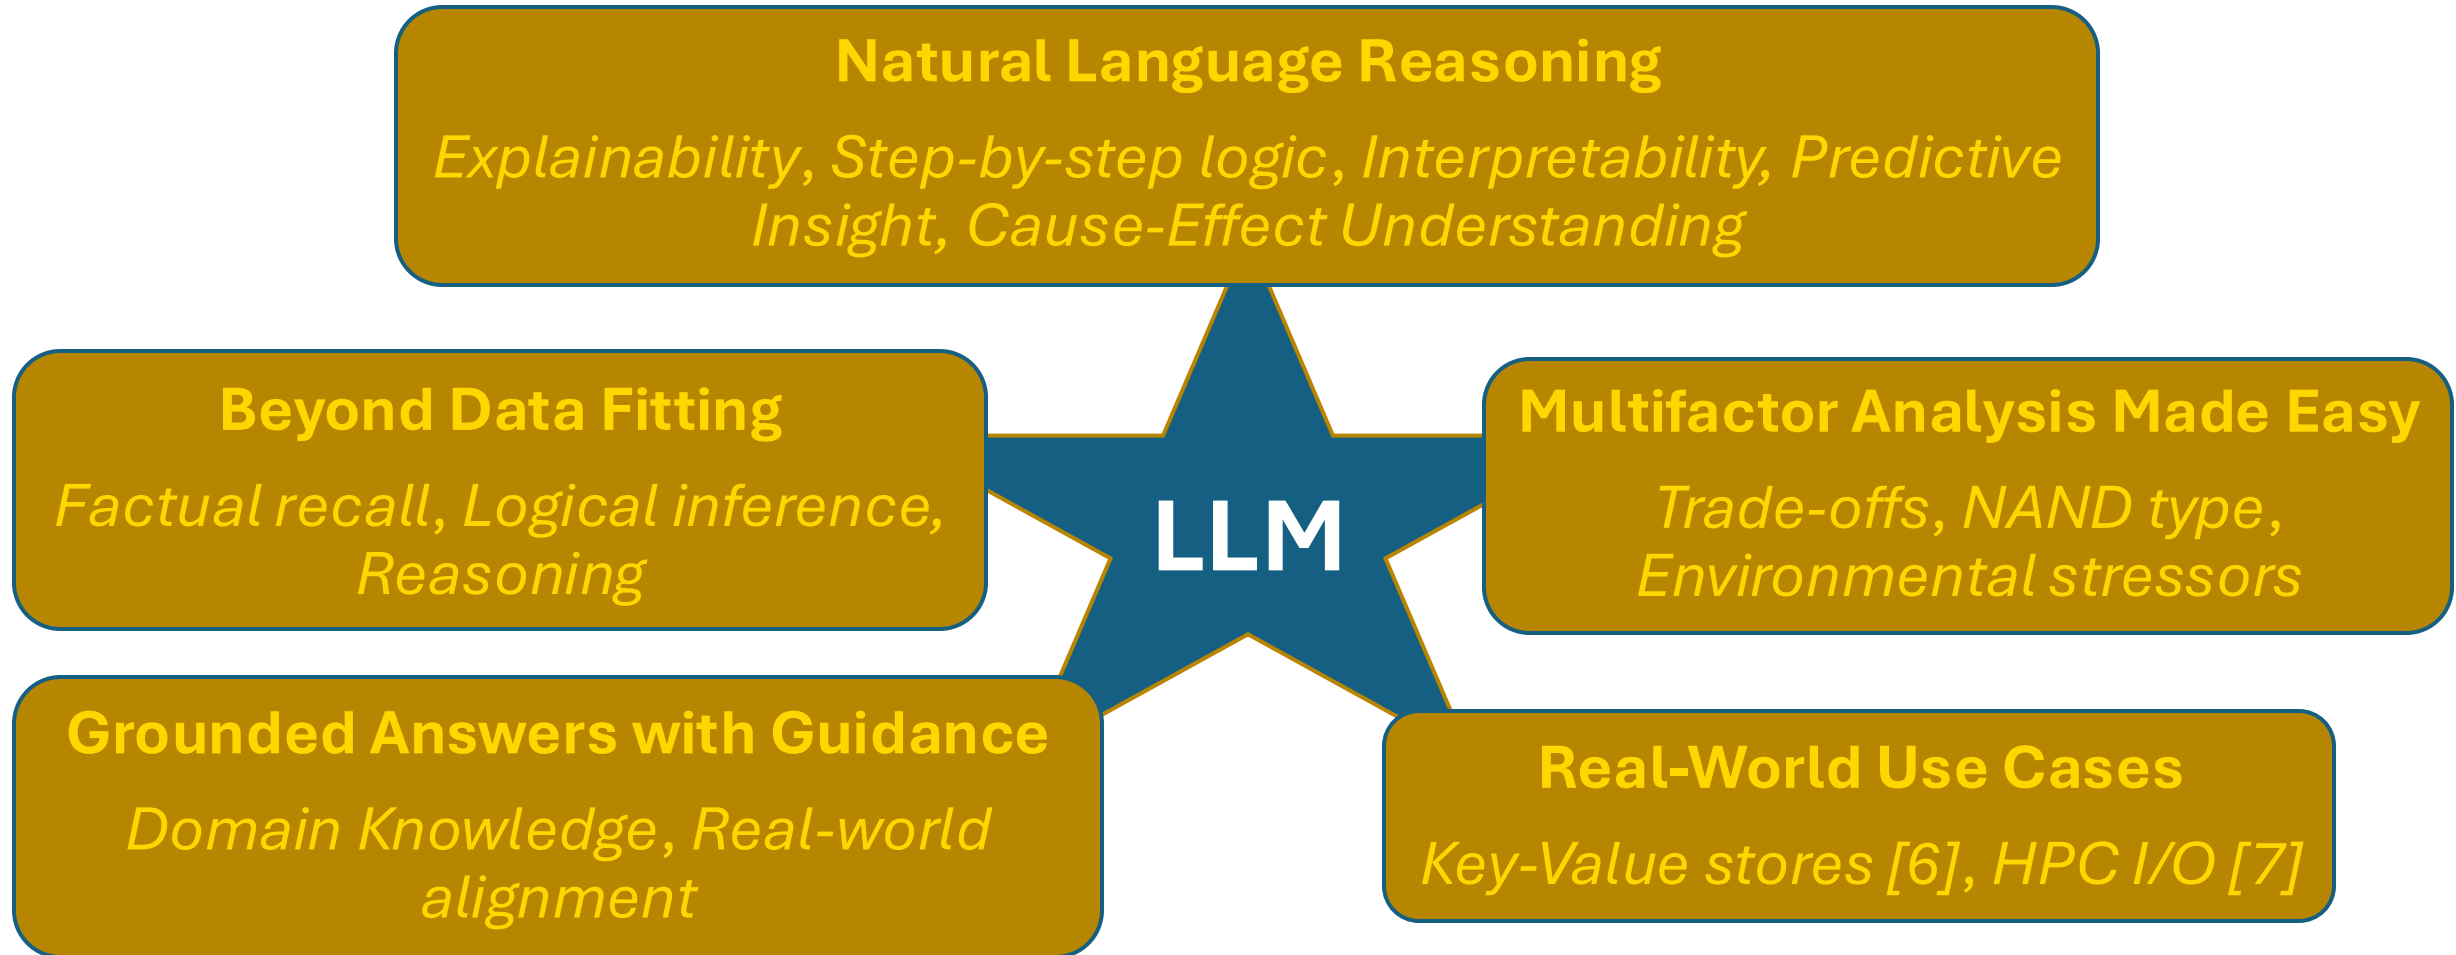 Natural Language Reasoning
Explainability, Step-by-step logic, Interpretability, Predictive
Insight, Cause-Effect Understanding
Beyond Data Fitting
Factual recall, Logical inference,
Reasoning
LLM
Multifactor Analysis Made Easy
Trade-offs, NAND type,
Environmental stressors
Grounded Answers with Guidance
Domain Knowledge, Real-world
alignment
Real-World Use Cases
Key-Value stores [6], HPC I/O [7]